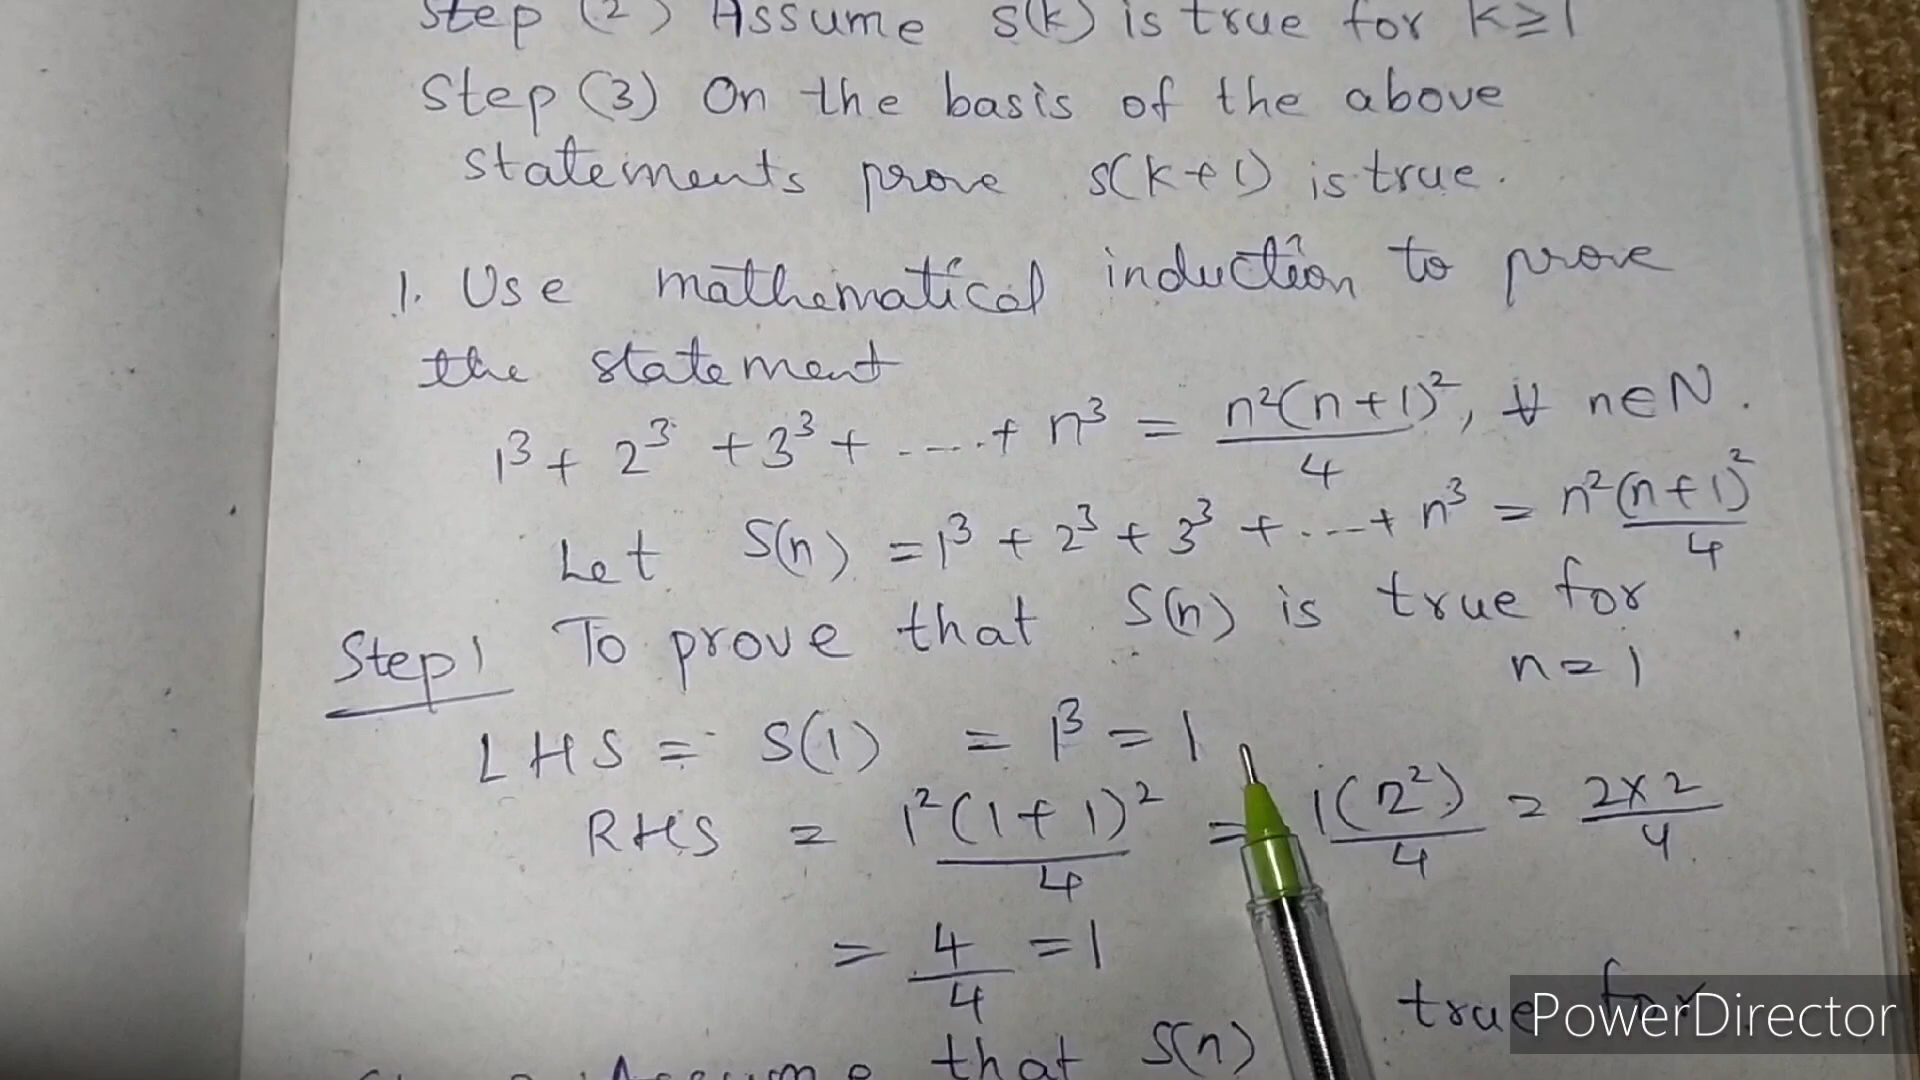 Step (2) Assume S(k) is true for k≥1
Step (3) On the basis of the above
statements prove S(k+1) is true.
1. Use mathematical induction to prove
the statement
1³ + 2³ + 3³ + ----+ n³ = n²(n+1)²/4, ∀ n∈N.
Let S(n) = 1³ + 2³ + 3³ + ...-+ n³ = n²(n+1)²/4
Step 1 To prove that S(n) is true for
n = 1
LHS = S(1) = 1³ = 1
RHS = 1²(1+1)²/4 = 1(2²)/4 = 2×2/4
= 4/4 = 1
Assume that S(n) true for
PowerDirector